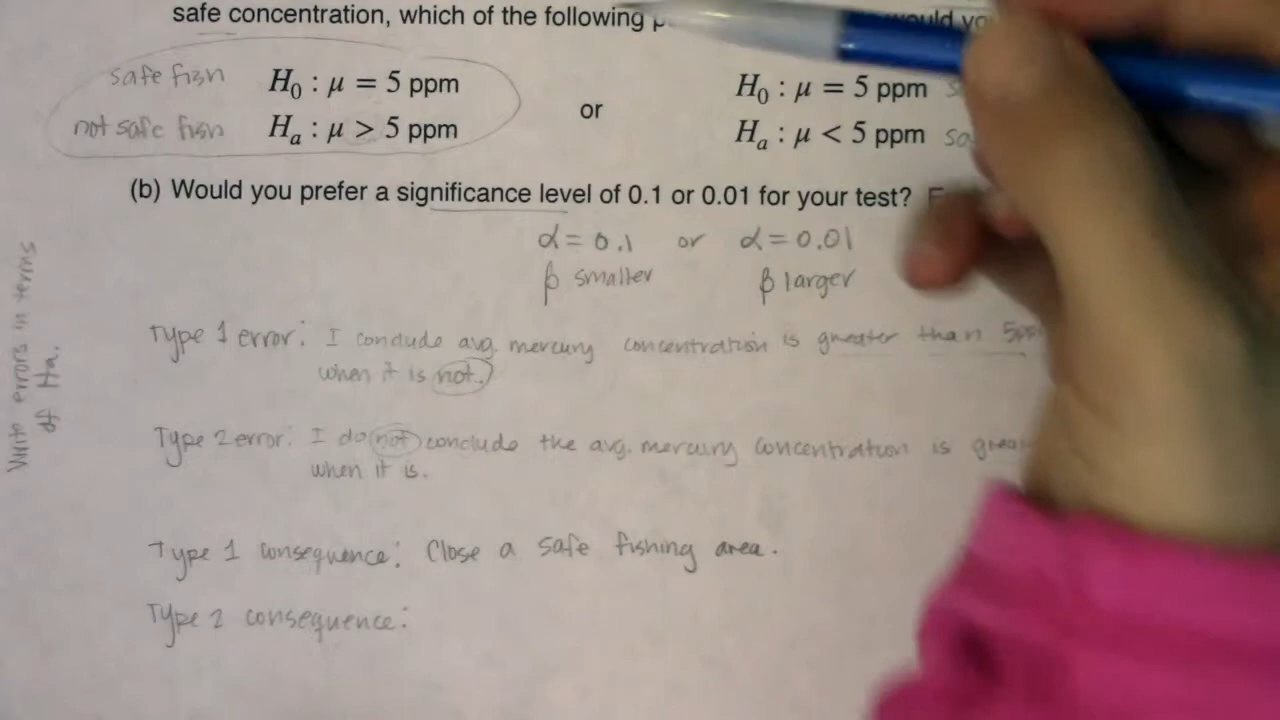 safe concentration, which of the following
would
safe fish H₀ : μ = 5 ppm
not safe fish Hₐ : μ > 5 ppm
or
H₀ : μ = 5 ppm
Hₐ : μ < 5 ppm
(b) Would you prefer a significance level of 0.1 or 0.01 for your test?
α = 0.1 or α = 0.01
β smaller β larger
Write errors in terms
of Ha.
Type 1 error: I conclude avg. mercury concentration is greater than
when it is not.
Type 2 error: I do not conclude the avg. mercury concentration is
when it is.
Type 1 consequence: Close a safe fishing area.
Type 2 consequence: